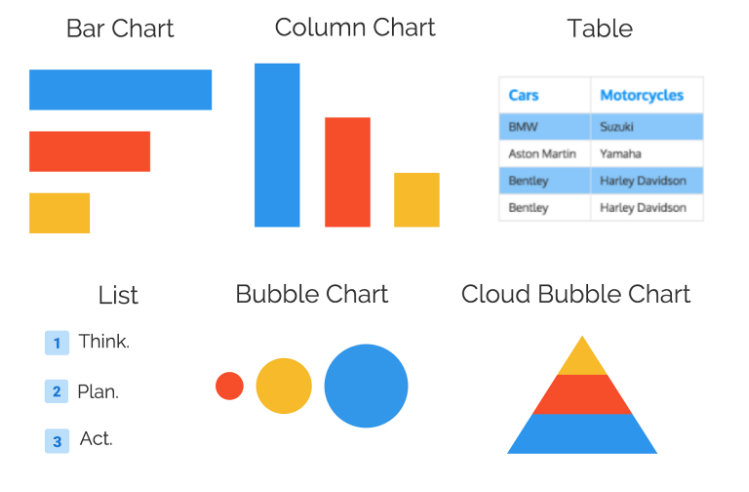 Bar Chart
Column Chart
Table
Cars Motorcycles
BMW Suzuki
Aston Martin Yamaha
Bentley Harley Davidson
Bentley Harley Davidson
List
1 Think.
2 Plan.
3 Act.
Bubble Chart
Cloud Bubble Chart